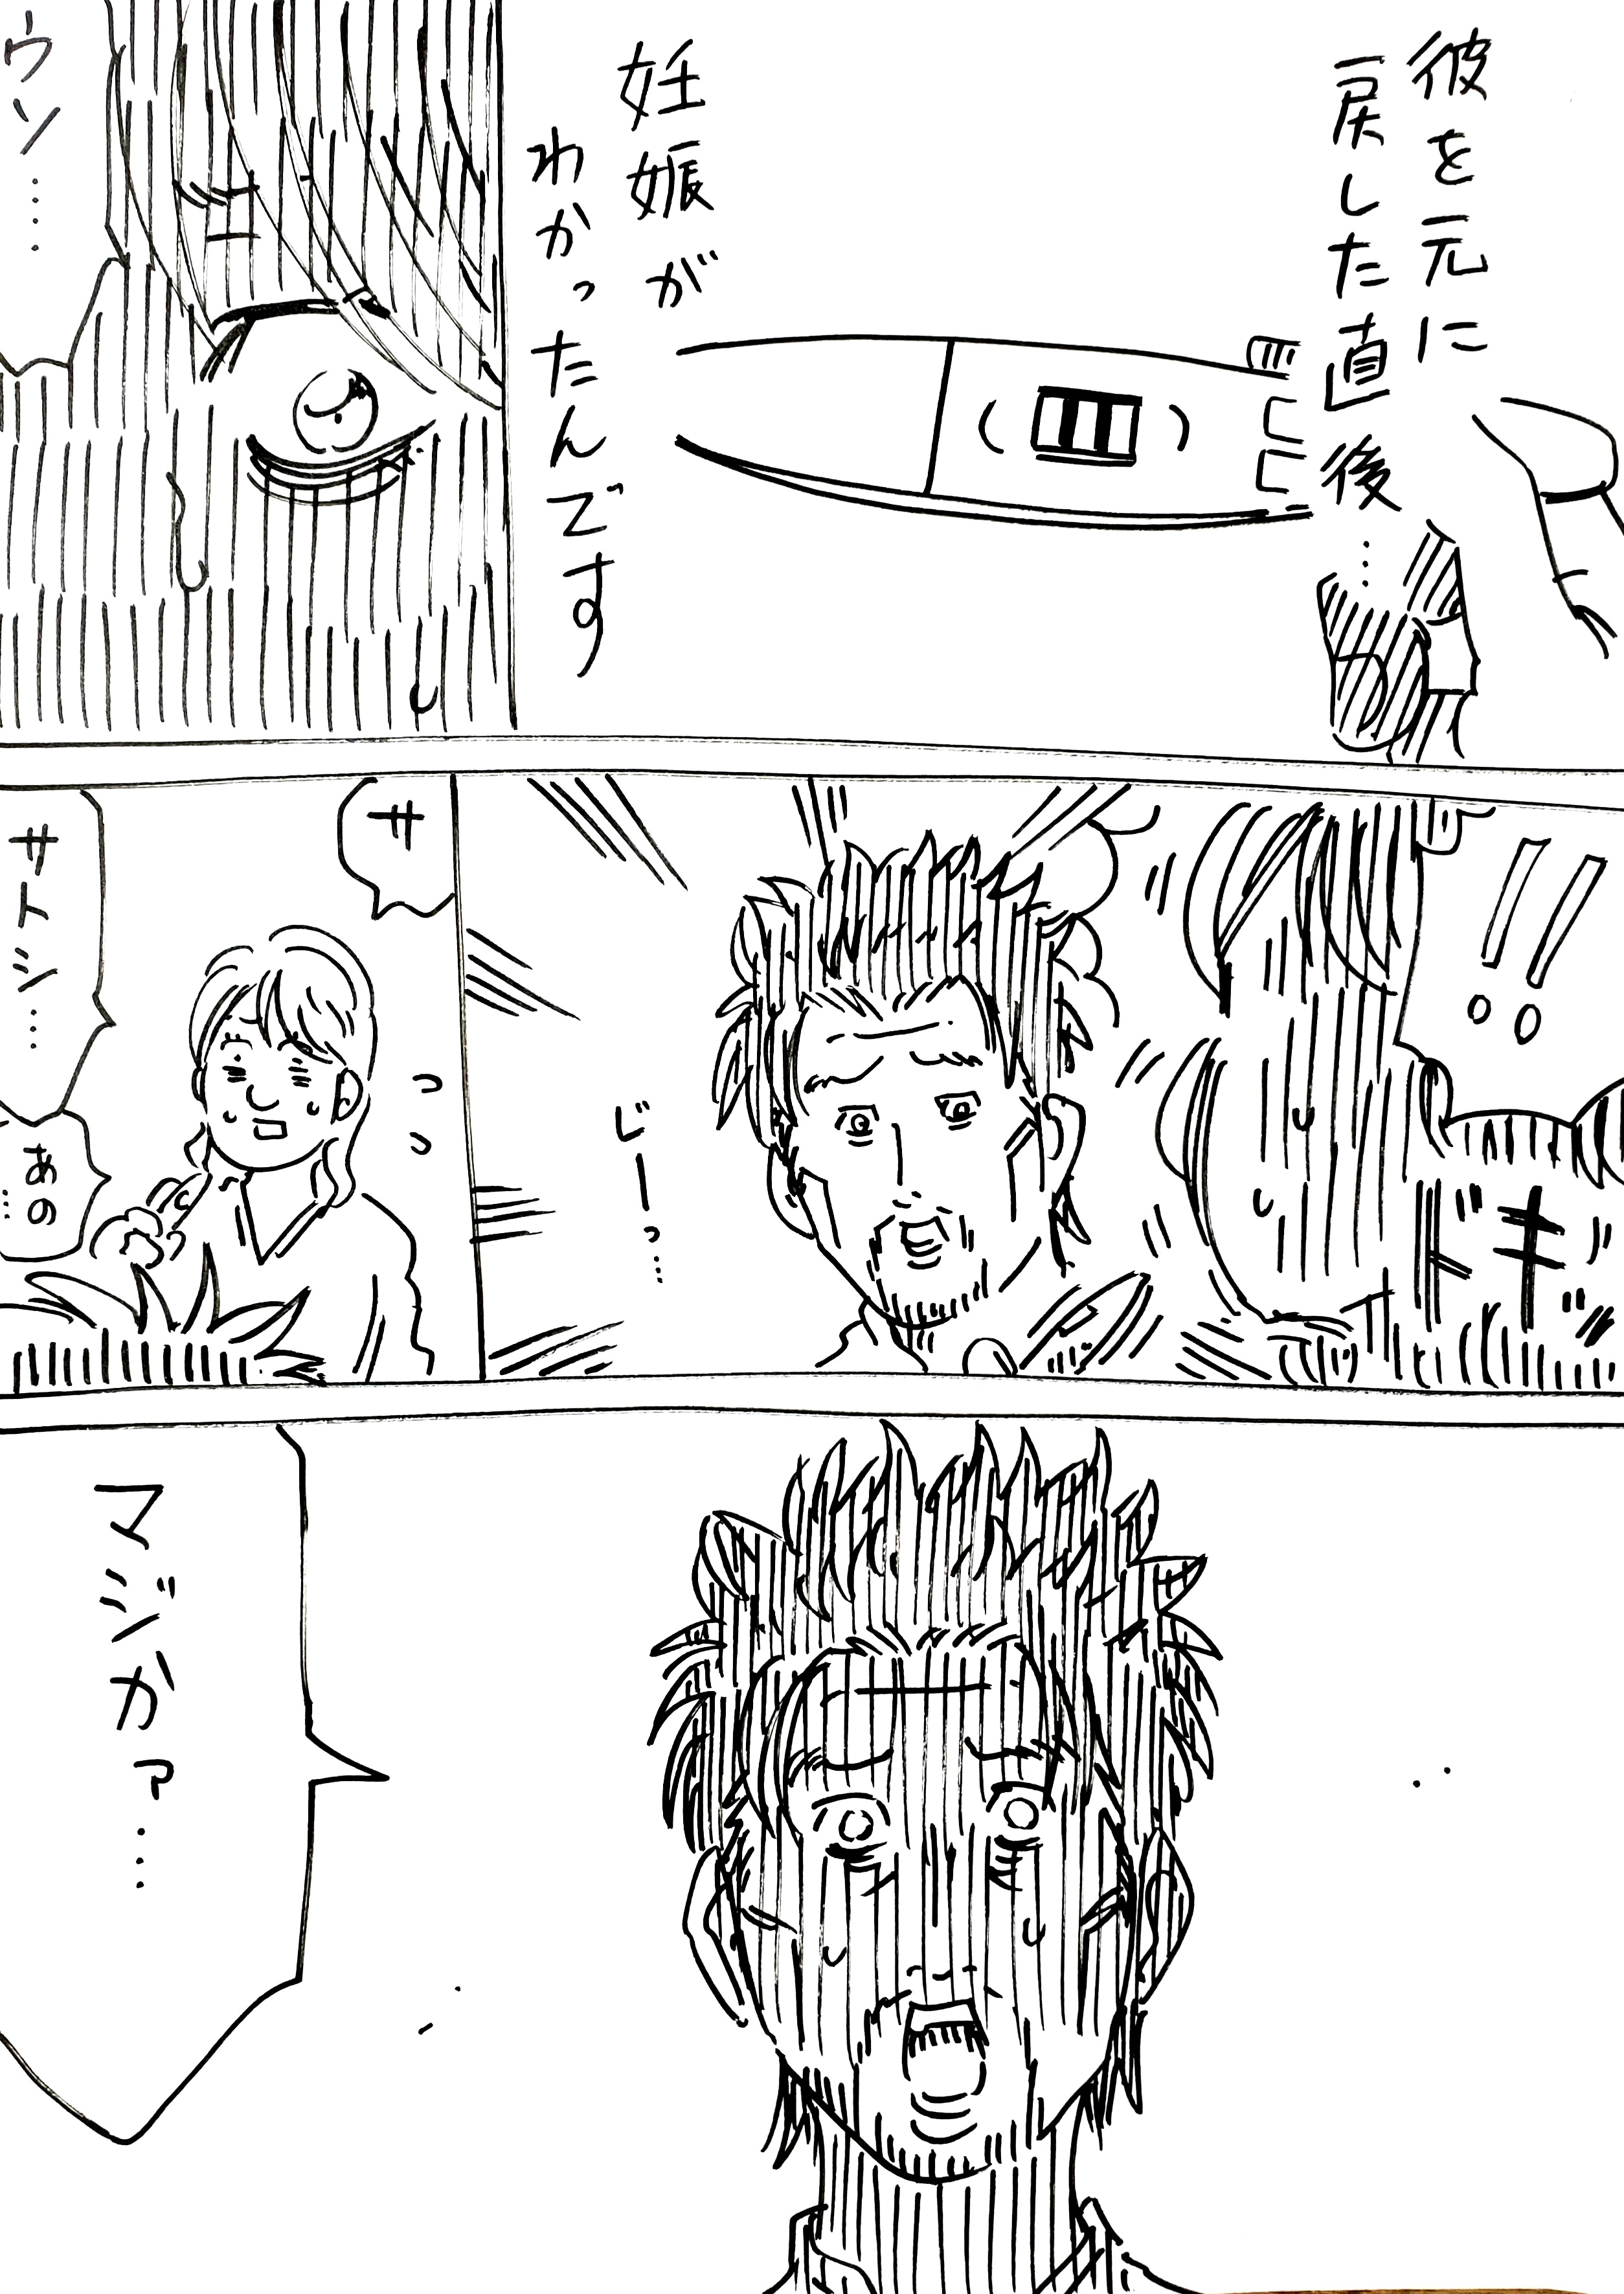 彼を元に
戻した直後…
妊娠が
わかったんです
ウソ……
!!
ドキッ
じーっ…
サ
サトシ…
あの…
マジかァ……